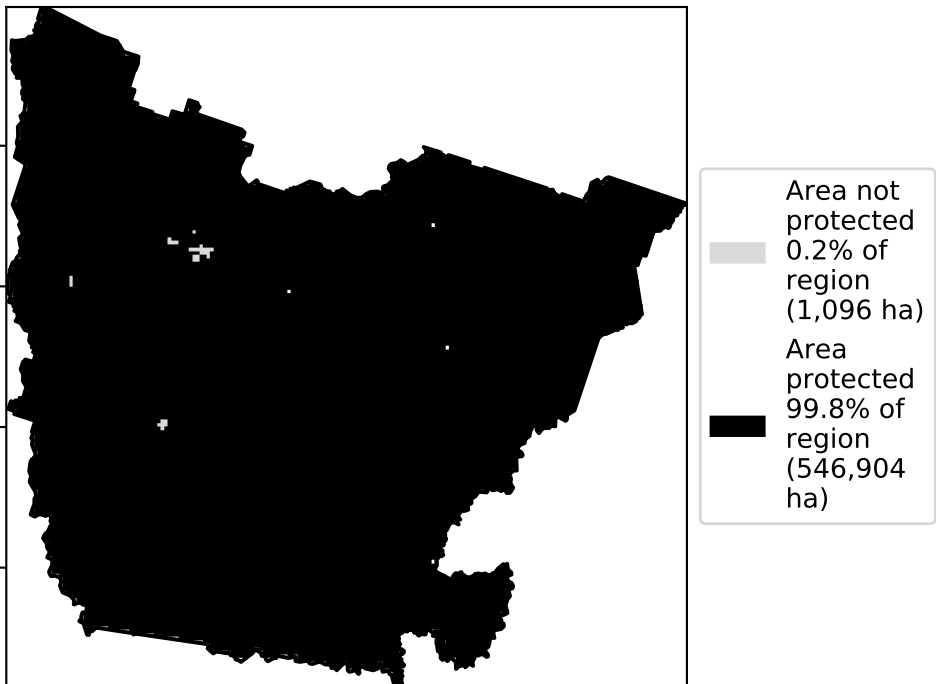 Area not
protected
0.2% of
region
(1,096 ha)
Area
protected
99.8% of
region
(546,904
ha)